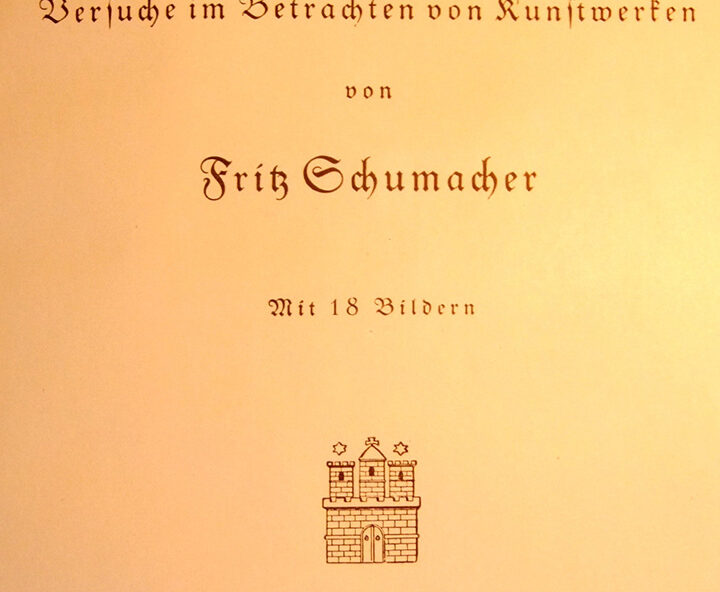 Verſuche im Betrachten von Kunſtwerken
von
Fritz Schumacher
Mit 18 Bildern